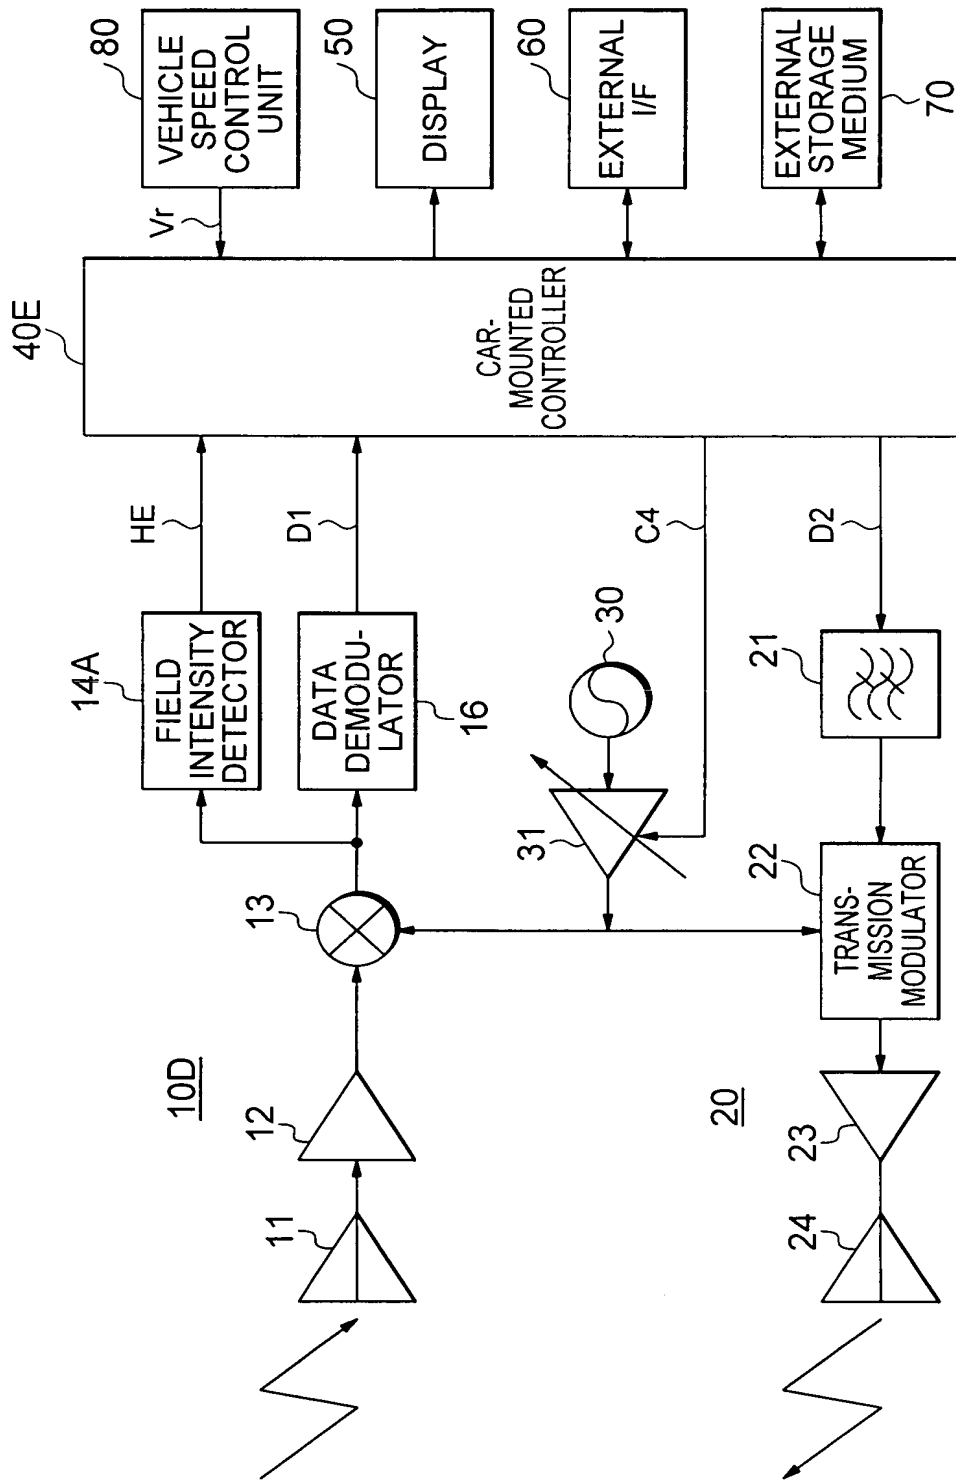 10D
11
12
13
14A
FIELD
INTENSITY
DETECTOR
HE
DATA
DEMODU-
LATOR
16
D1
40E
CAR-
MOUNTED
CONTROLLER
80
VEHICLE
SPEED
CONTROL
UNIT
Vr
50
DISPLAY
60
EXTERNAL
I/F
EXTERNAL
STORAGE
MEDIUM
70
30
31
C4
20
24
23
22
TRANS-
MISSION
MODULATOR
21
D2